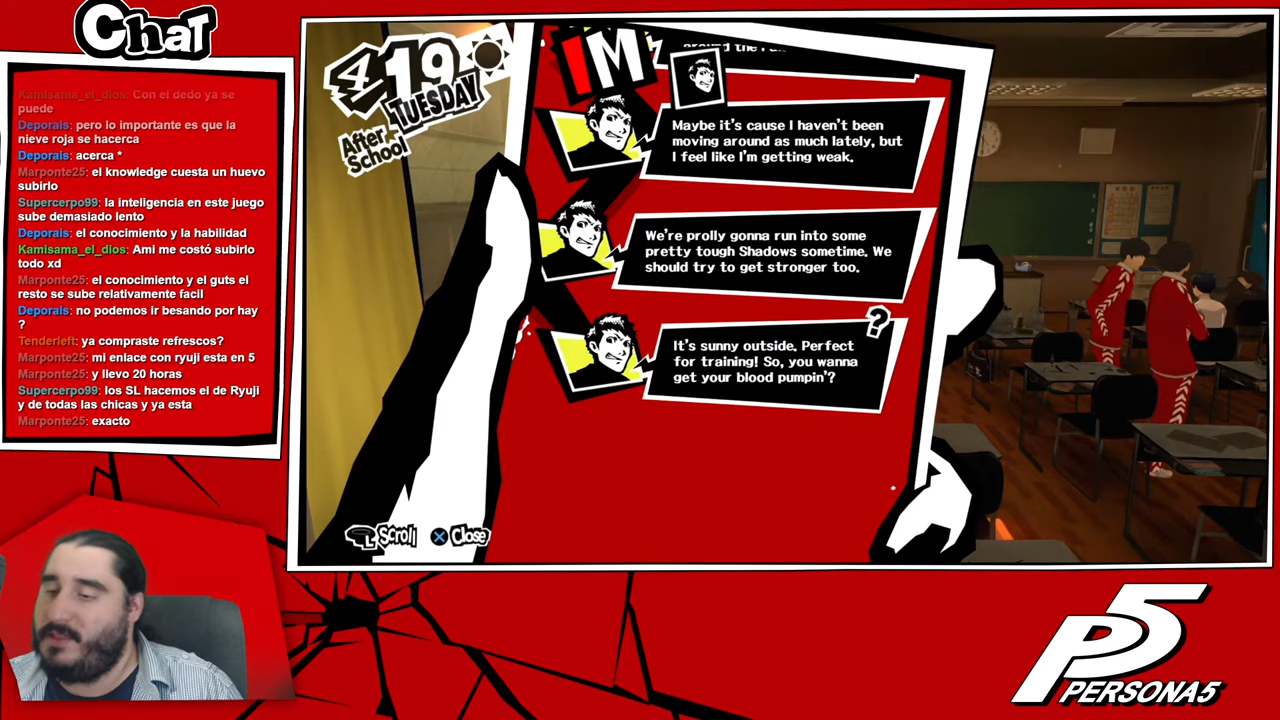 Chat
Kamisama_el_dios: Con el dedo ya se
puede
Deporais: pero lo importante es que la
nieve roja se hacerca
Deporais: acerca *
Marponte25: el knowledge cuesta un huevo
subirlo
Supercerpo99: la inteligencia en este juego
sube demasiado lento
Deporais: el conocimiento y la habilidad
Kamisama_el_dios: Ami me costó subirlo
todo xd
Marponte25: el conocimiento y el guts el
resto se sube relativamente facil
Deporais: no podemos ir besando por hay
?
Tenderleft: ya compraste refrescos?
Marponte25: mi enlace con ryuji esta en 5
Marponte25: y llevo 20 horas
Supercerpo99: los SL hacemos el de Ryuji
y de todas las chicas y ya esta
Marponte25: exacto
4 19
TUESDAY
After
School
IM
around the
Maybe it's cause I haven't been
moving around as much lately, but
I feel like I'm getting weak.
We're prolly gonna run into some
pretty tough Shadows sometime. We
should try to get stronger too.
?
It's sunny outside. Perfect
for training! So, you wanna
get your blood pumpin'?
L Scroll X Close
P5
PERSONA5